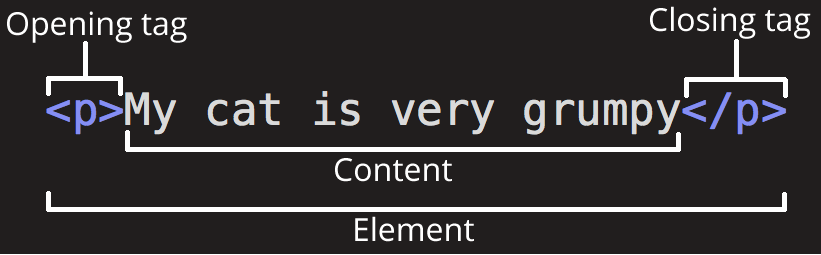 Opening tag
Closing tag
<p>My cat is very grumpy</p>
Content
Element